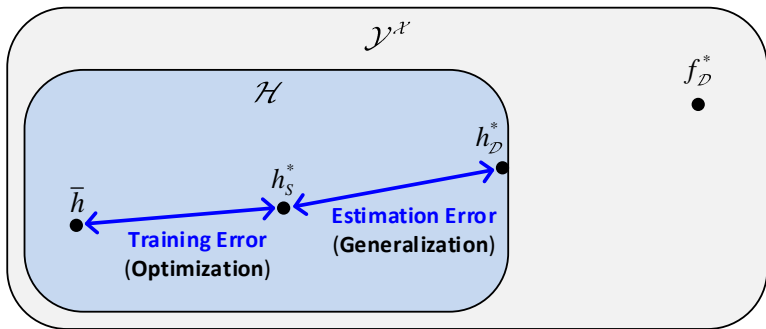 𝒴^𝒳
ℋ
f*_𝒟
h*_𝒟
h*_S
h̅
Training Error
(Optimization)
Estimation Error
(Generalization)